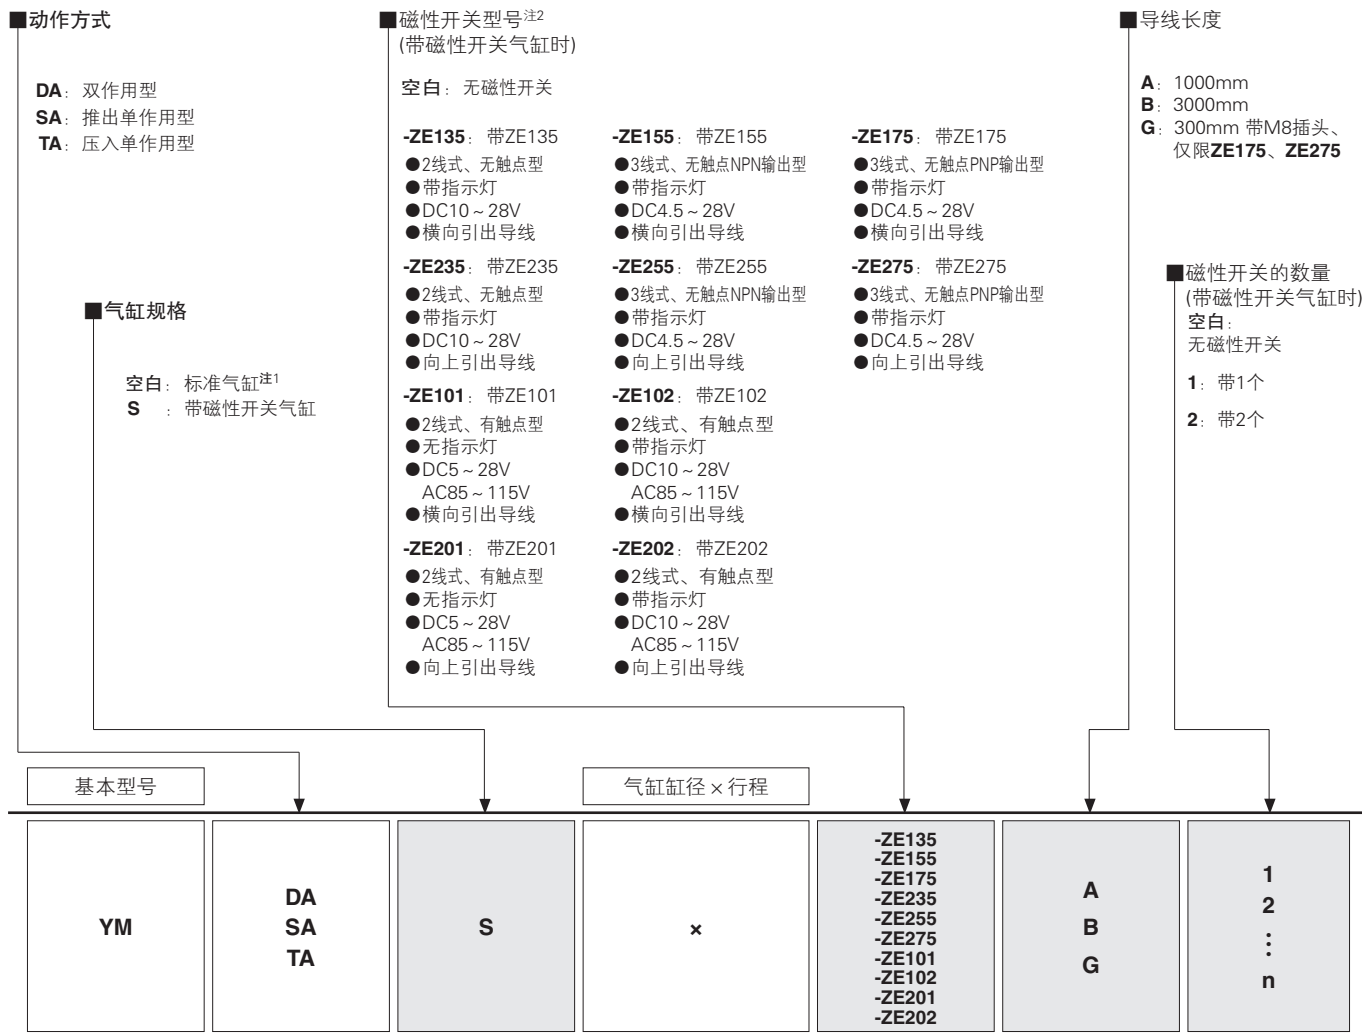 ■动作方式
DA：双作用型
SA：推出单作用型
TA：压入单作用型
■气缸规格
空白：标准气缸注1
S ：带磁性开关气缸
■磁性开关型号注2
(带磁性开关气缸时)
空白：无磁性开关
-ZE135：带ZE135
●2线式、无触点型
●带指示灯
●DC10～28V
●横向引出导线
-ZE155：带ZE155
●3线式、无触点NPN输出型
●带指示灯
●DC4.5～28V
●横向引出导线
-ZE175：带ZE175
●3线式、无触点PNP输出型
●带指示灯
●DC4.5～28V
●横向引出导线
-ZE235：带ZE235
●2线式、无触点型
●带指示灯
●DC10～28V
●向上引出导线
-ZE255：带ZE255
●3线式、无触点NPN输出型
●带指示灯
●DC4.5～28V
●向上引出导线
-ZE275：带ZE275
●3线式、无触点PNP输出型
●带指示灯
●DC4.5～28V
●向上引出导线
-ZE101：带ZE101
●2线式、有触点型
●无指示灯
●DC5～28V
AC85～115V
●横向引出导线
-ZE102：带ZE102
●2线式、有触点型
●带指示灯
●DC10～28V
AC85～115V
●横向引出导线
-ZE201：带ZE201
●2线式、有触点型
●无指示灯
●DC5～28V
AC85～115V
●向上引出导线
-ZE202：带ZE202
●2线式、有触点型
●带指示灯
●DC10～28V
AC85～115V
●向上引出导线
■导线长度
A：1000mm
B：3000mm
G：300mm 带M8插头、
仅限ZE175、ZE275
■磁性开关的数量
(带磁性开关气缸时)
空白：
无磁性开关
1：带1个
2：带2个
基本型号
气缸缸径×行程
YM
DA
SA
TA
S
×
-ZE135
-ZE155
-ZE175
-ZE235
-ZE255
-ZE275
-ZE101
-ZE102
-ZE201
-ZE202
A
B
G
1
2
⋮
n